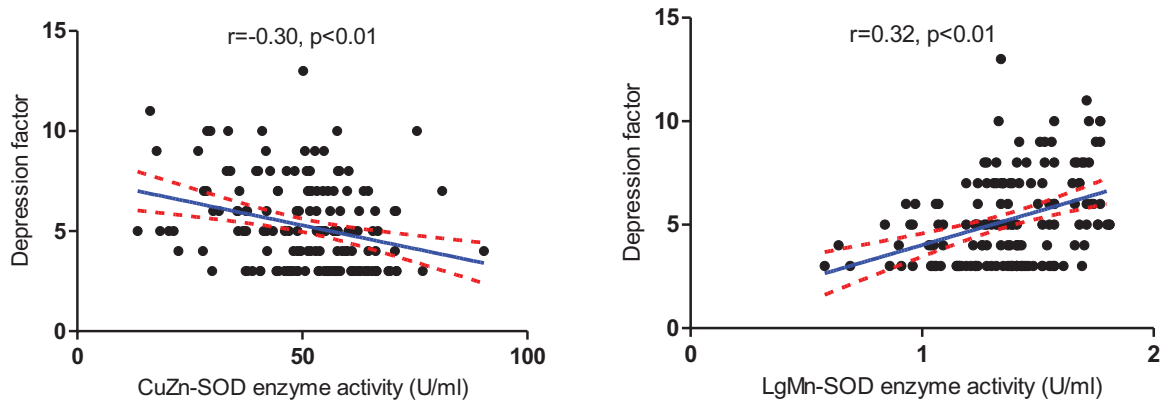 r=-0.30, p<0.01
15
10
5
0
Depression factor
0
50
100
CuZn-SOD enzyme activity (U/ml)
r=0.32, p<0.01
15
10
5
0
Depression factor
0
1
2
LgMn-SOD enzyme activity (U/ml)